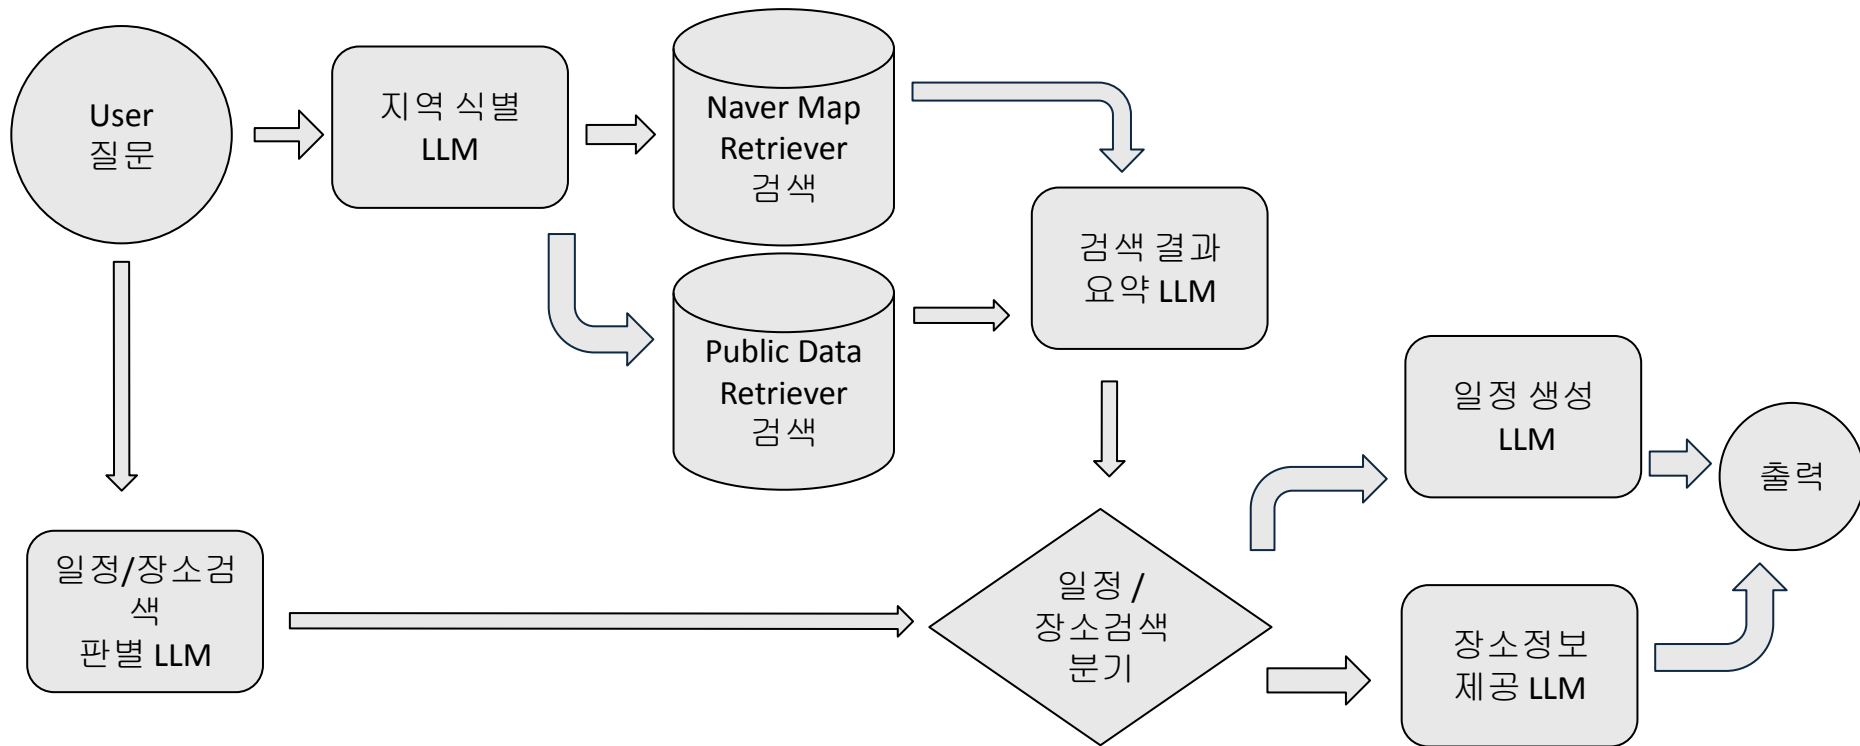 User
질문
지역 식별
LLM
Naver Map
Retriever
검색
Public Data
Retriever
검색
검색 결과
요약 LLM
일정/장소검
색
판별 LLM
일정 /
장소검색
분기
일정 생성
LLM
장소정보
제공 LLM
출력